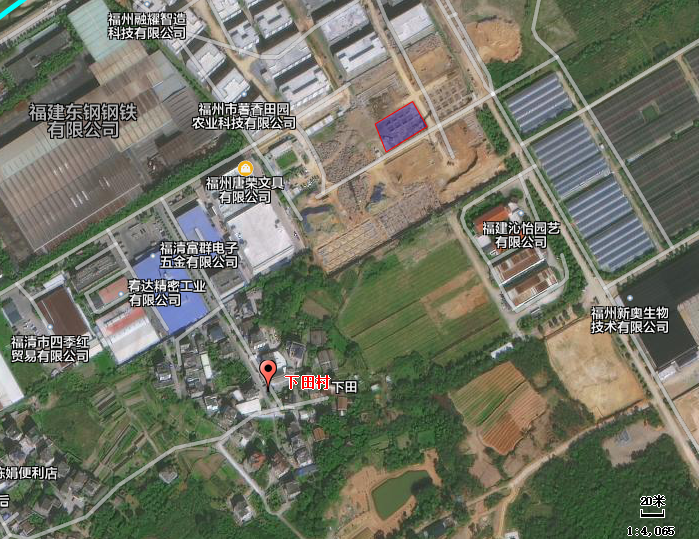 福州融耀智造
科技有限公司
福建东钢钢铁
有限公司
福州市薯香田园
农业科技有限公司
福州唐荣文具
有限公司
福建沁怡园艺
有限公司
福清富群电子
五金有限公司
宥达精密工业
有限公司
福州新奥生物
技术有限公司
福清市四季红
贸易有限公司
下田村
下田
娟便利店
后
20米
1:4,065